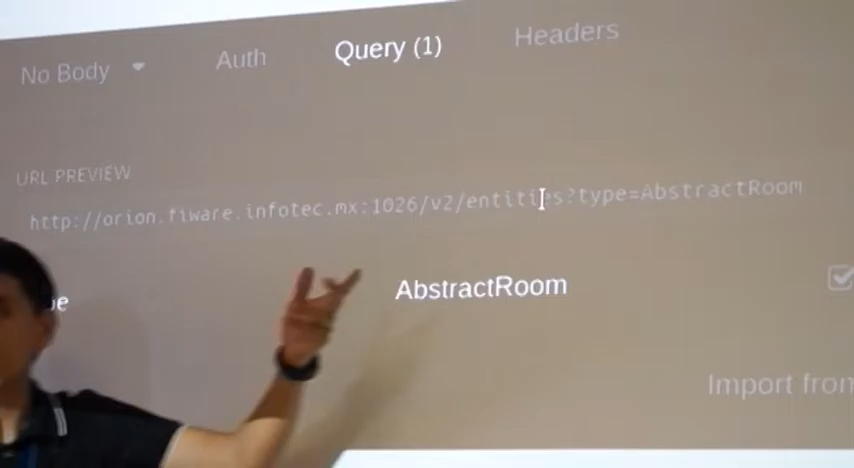 No Body Auth Query (1) Headers
URL PREVIEW
http://orion.fiware.infotec.mx:1026/v2/entities?type=AbstractRoom
AbstractRoom
Import from